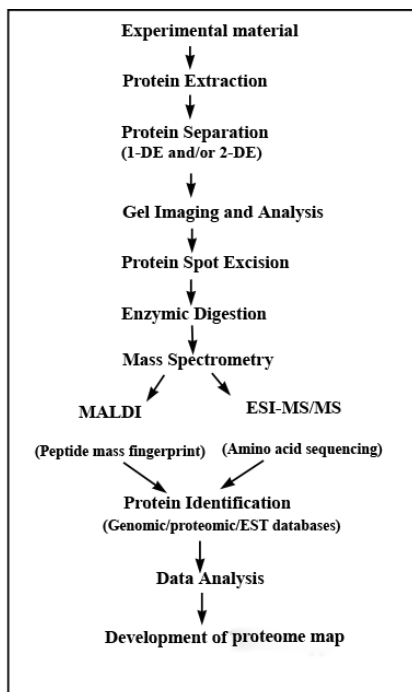 Experimental material
Protein Extraction
Protein Separation
(1-DE and/or 2-DE)
Gel Imaging and Analysis
Protein Spot Excision
Enzymic Digestion
Mass Spectrometry
MALDI
ESI-MS/MS
(Peptide mass fingerprint)
(Amino acid sequencing)
Protein Identification
(Genomic/proteomic/EST databases)
Data Analysis
Development of proteome map